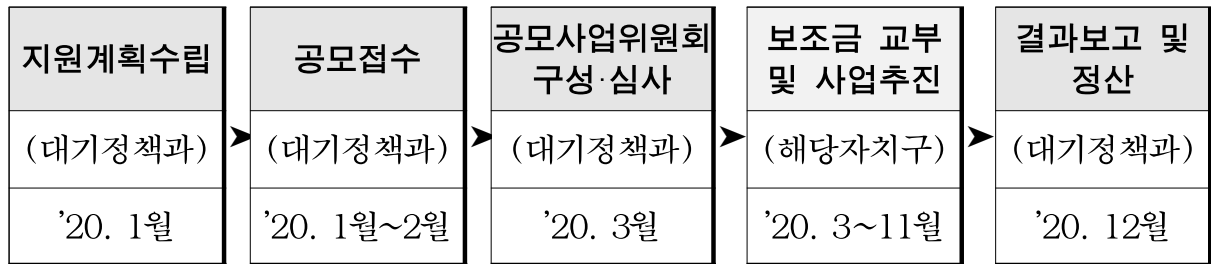 지원계획수립
(대기정책과)
’20. 1월
공모접수
(대기정책과)
’20. 1월~2월
공모사업위원회
구성·심사
(대기정책과)
’20. 3월
보조금 교부
및 사업추진
(해당자치구)
’20. 3~11월
결과보고 및
정산
(대기정책과)
’20. 12월